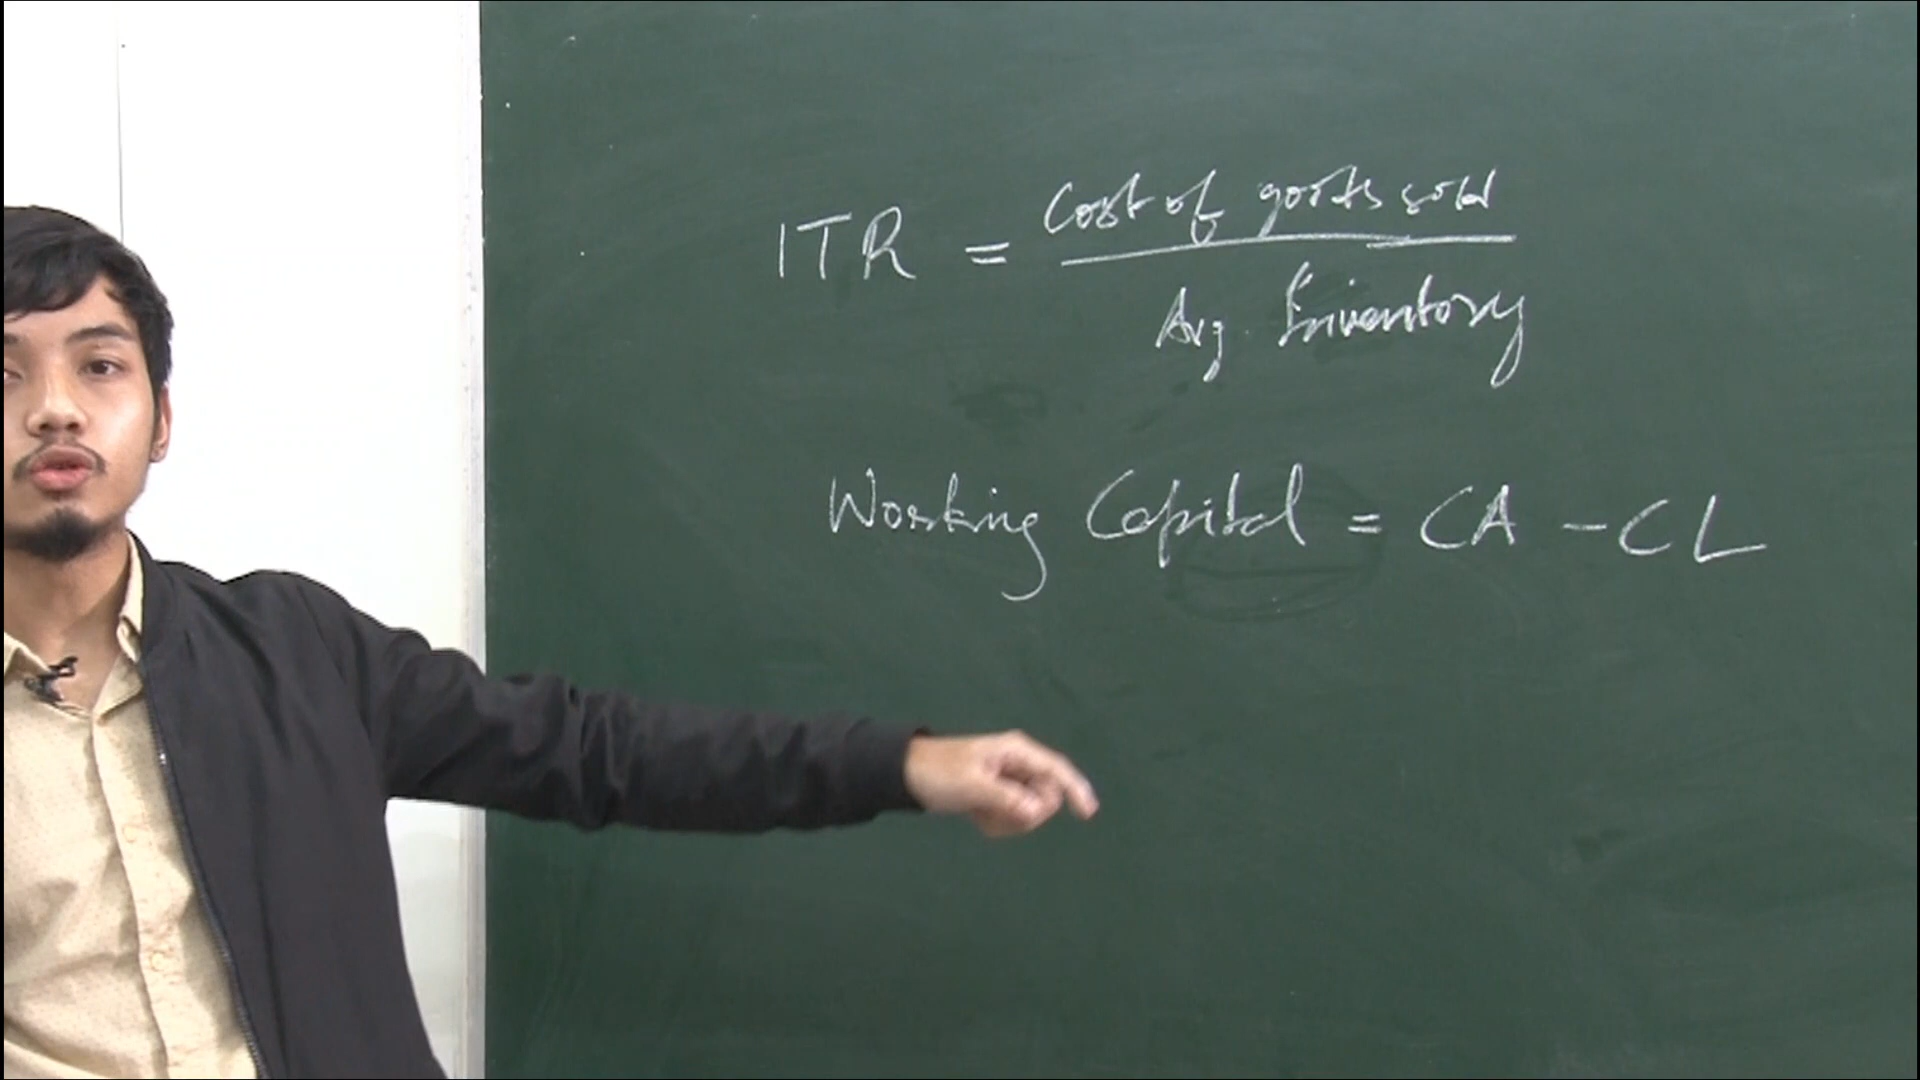 ITR = Cost of goods sold
Avg. Inventory
Working Capital = CA - CL